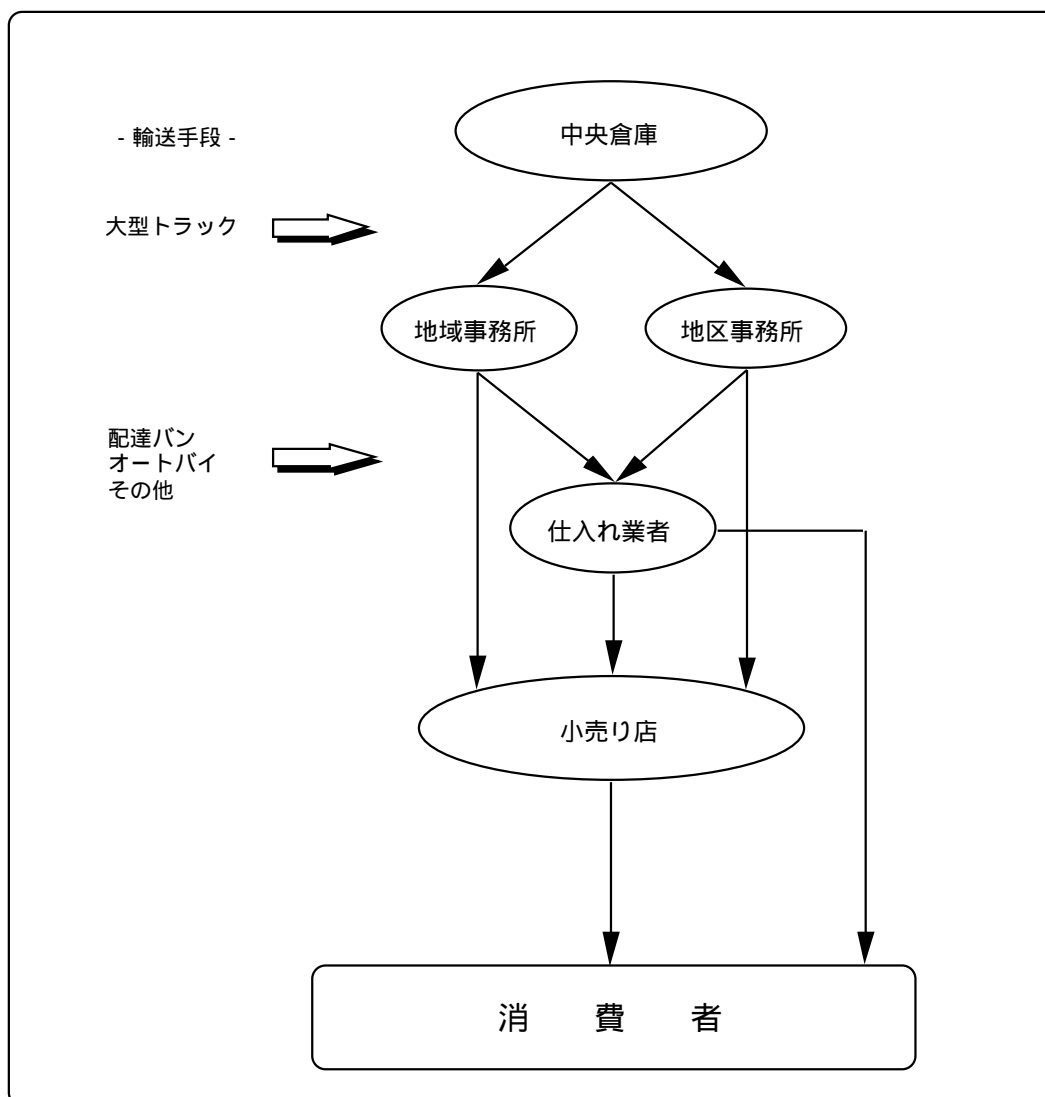 中央倉庫
- 輸送手段 -
大型トラック
地域事務所
地区事務所
配達バン
オートバイ
その他
仕入れ業者
小売り店
消 費 者